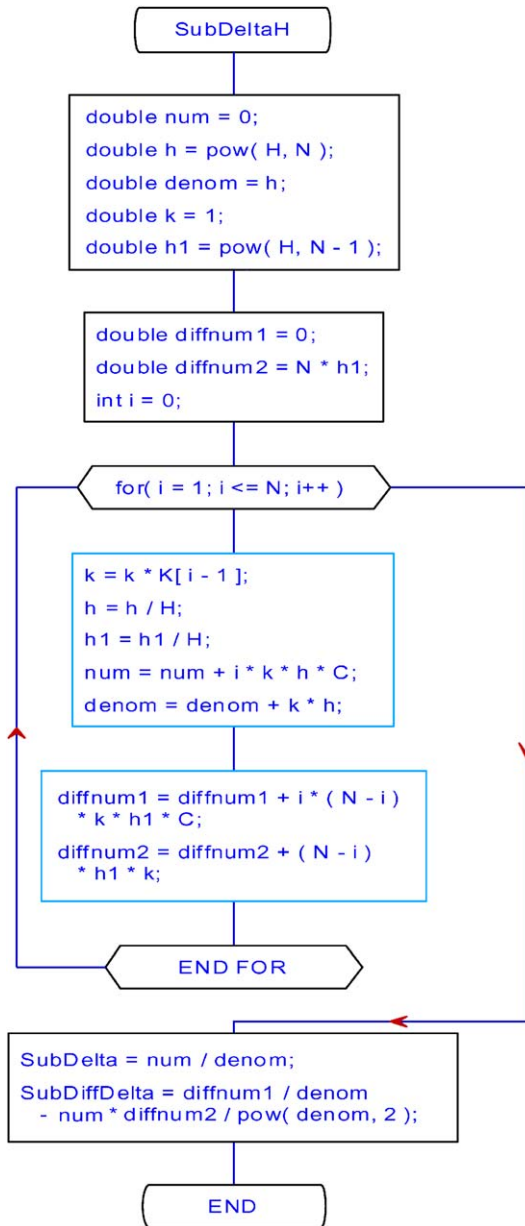 SubDeltaH
double num = 0;
double h = pow( H, N );
double denom = h;
double k = 1;
double h1 = pow( H, N - 1 );
double diffnum1 = 0;
double diffnum2 = N * h1;
int i = 0;
for( i = 1; i <= N; i++ )
k = k * K[ i - 1 ];
h = h / H;
h1 = h1 / H;
num = num + i * k * h * C;
denom = denom + k * h;
diffnum1 = diffnum1 + i * ( N - i )
* k * h1 * C;
diffnum2 = diffnum2 + ( N - i )
* h1 * k;
END FOR
SubDelta = num / denom;
SubDiffDelta = diffnum1 / denom
- num * diffnum2 / pow( denom, 2 );
END